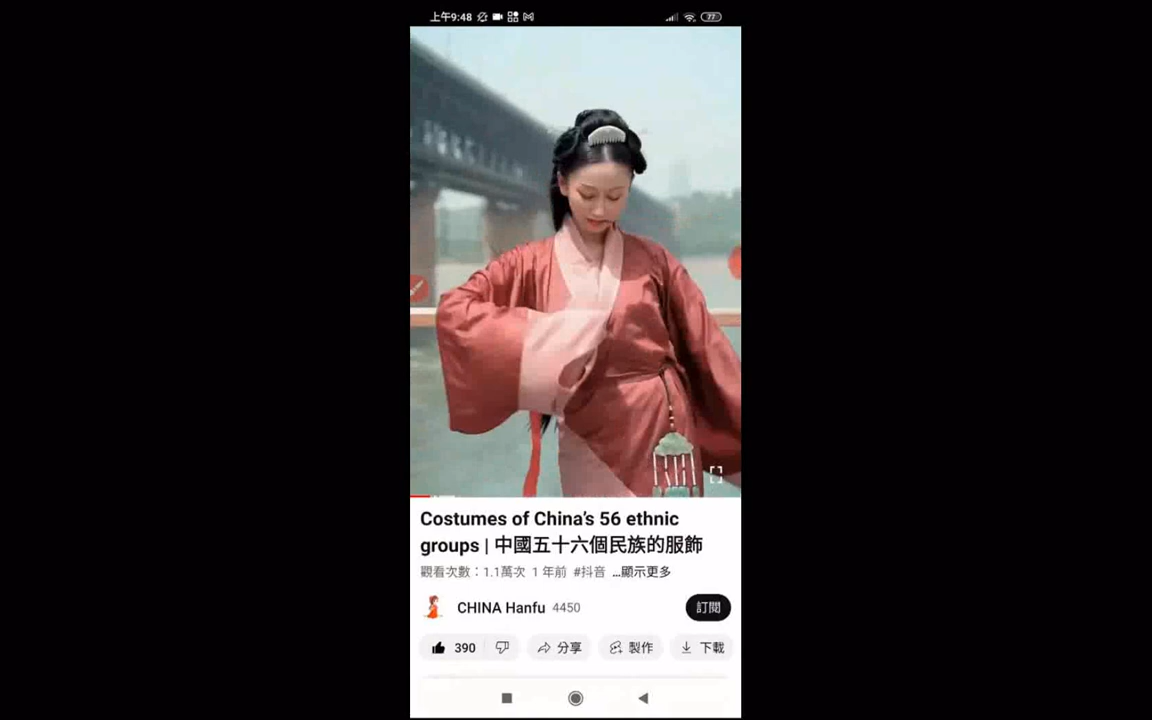 上午9:48
77
Costumes of China's 56 ethnic
groups | 中國五十六個民族的服飾
觀看次數：1.1萬次 1 年前 #抖音 ...顯示更多
CHINA Hanfu 4450
訂閱
390 分享 製作 下載